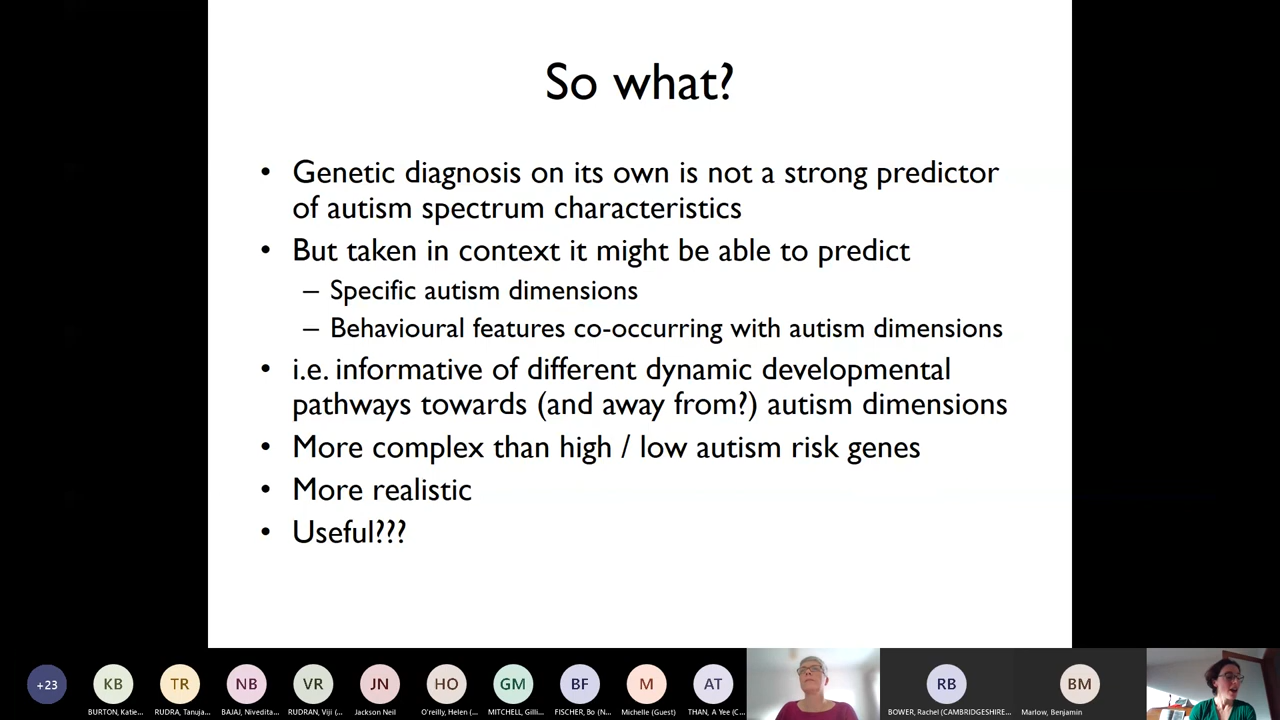 So what?
• Genetic diagnosis on its own is not a strong predictor
of autism spectrum characteristics
• But taken in context it might be able to predict
– Specific autism dimensions
– Behavioural features co-occurring with autism dimensions
• i.e. informative of different dynamic developmental
pathways towards (and away from?) autism dimensions
• More complex than high / low autism risk genes
• More realistic
• Useful???
+23 KB TR NB VR JN HO GM BF M AT RB BM
BURTON, Katie... RUDRA, Tanuja... BAJAJ, Nivedita... RUDRAN, Viji (... Jackson Neil O'reilly, Helen (... MITCHELL, Gilli... FISCHER, Bo (N... Michelle (Guest) THAN, A Yee (C... BOWER, Rachel (CAMBRIDGESHIRE... Marlow, Benjamin